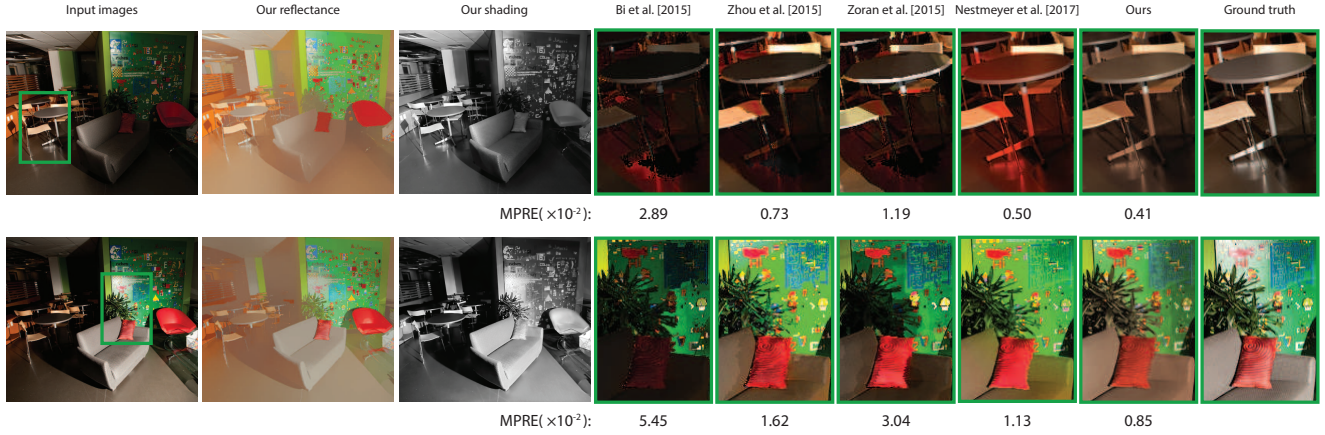 Input images Our reflectance Our shading Bi et al. [2015] Zhou et al. [2015] Zoran et al. [2015] Nestmeyer et al. [2017] Ours Ground truth
MPRE( ×10⁻²): 2.89 0.73 1.19 0.50 0.41
MPRE( ×10⁻²): 5.45 1.62 3.04 1.13 0.85